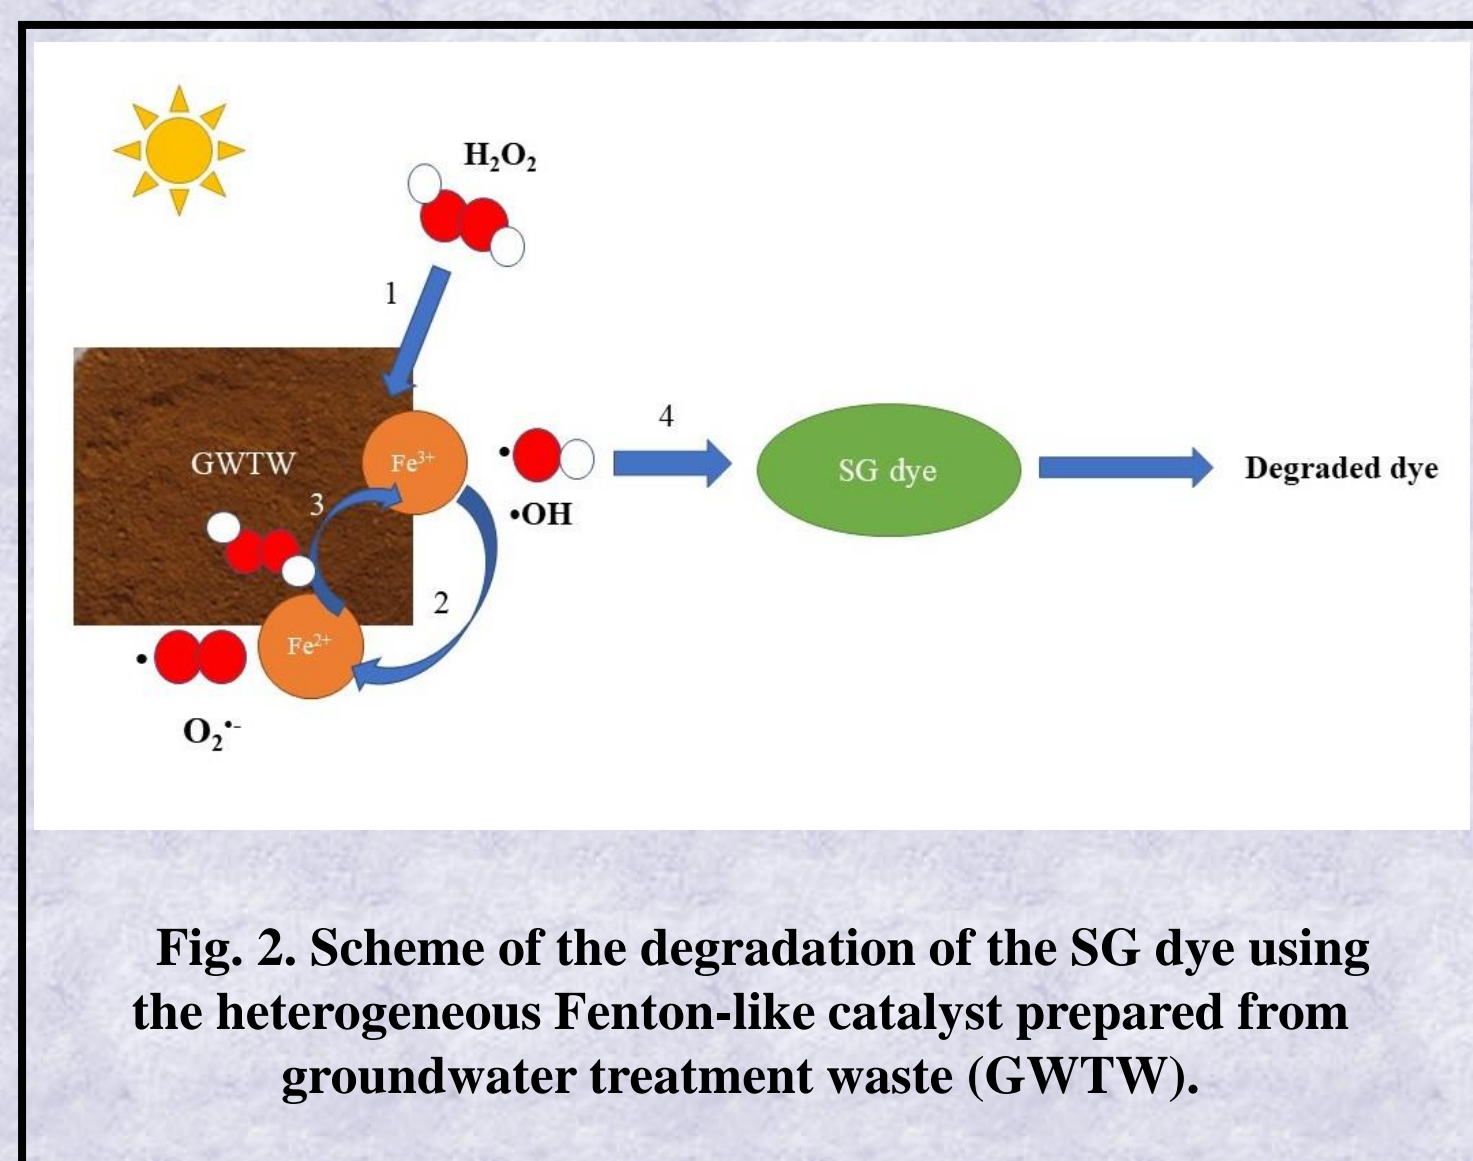 H₂O₂
1
4
GWTW
Fe³⁺
SG dye
Degraded dye
3
•OH
2
Fe²⁺
O₂•-
Fig. 2. Scheme of the degradation of the SG dye using
the heterogeneous Fenton-like catalyst prepared from
groundwater treatment waste (GWTW).